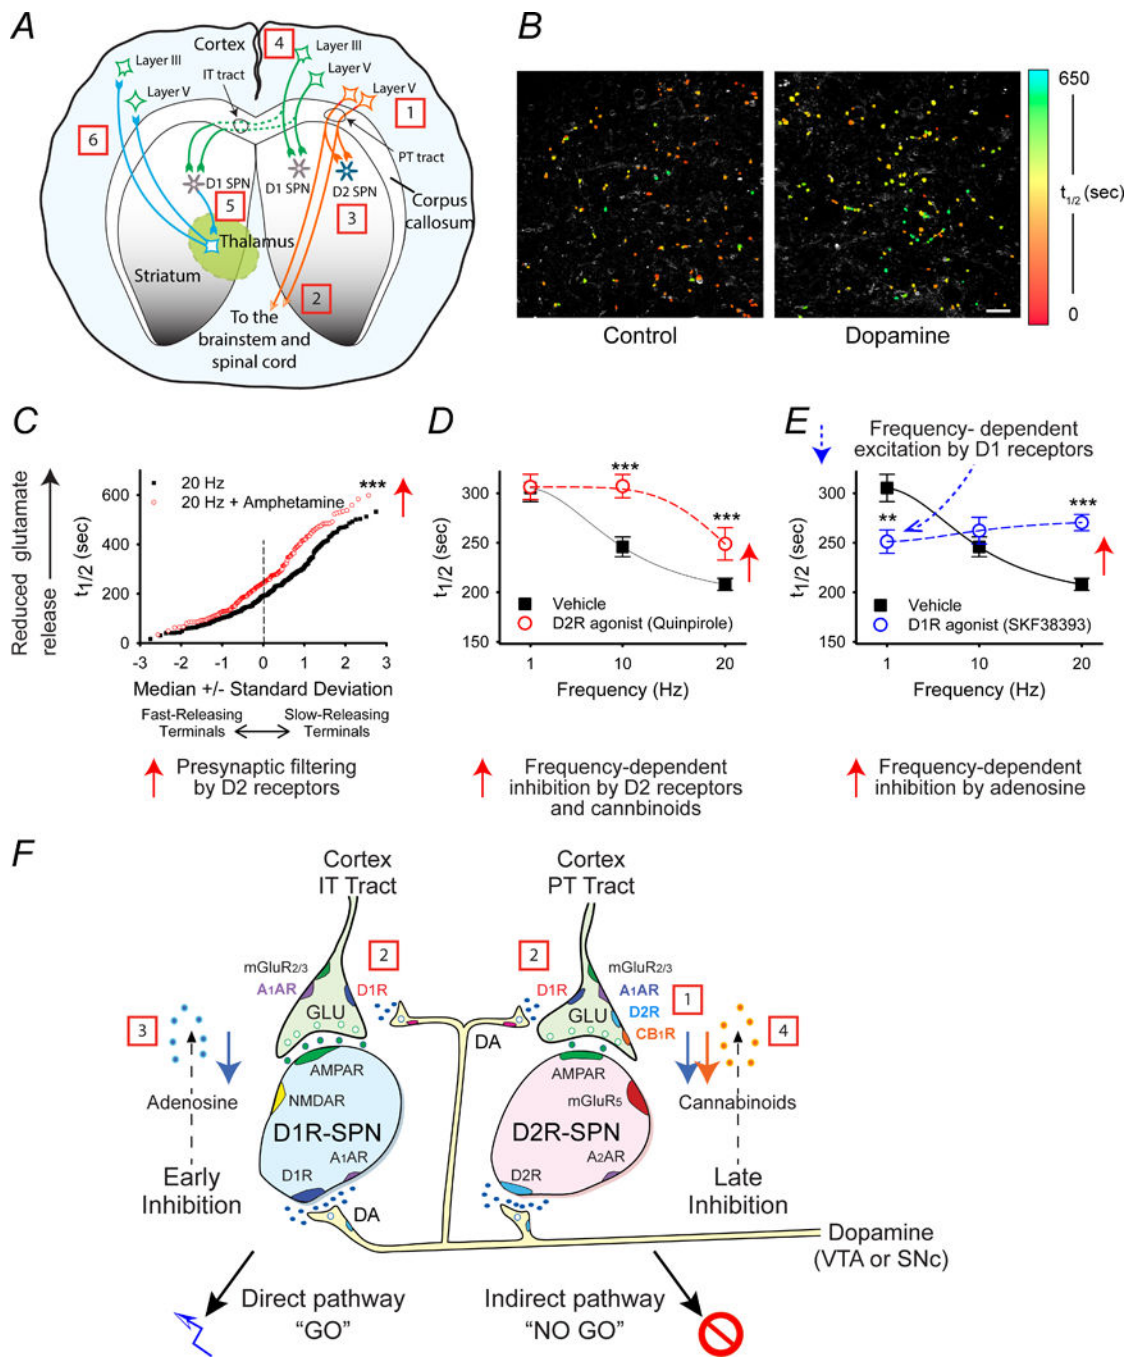 A
Cortex
4
Layer III
Layer III
IT tract
Layer V
Layer V
Layer V
1
6
PT tract
D1 SPN
D1 SPN
D2 SPN
Corpus
callosum
5
3
Thalamus
Striatum
2
To the
brainstem and
spinal cord
B
650
t1/2 (sec)
0
Control
Dopamine
C
Reduced glutamate
release
20 Hz
20 Hz + Amphetamine
***
t1/2 (sec)
600
400
200
0
-3 -2 -1 0 1 2 3
Median +/- Standard Deviation
Fast-Releasing
Terminals
Slow-Releasing
Terminals
Presynaptic filtering
by D2 receptors
D
***
***
t1/2 (sec)
300
250
200
150
Vehicle
D2R agonist (Quinpirole)
1 10 20
Frequency (Hz)
Frequency-dependent
inhibition by D2 receptors
and cannbinoids
E
Frequency- dependent
excitation by D1 receptors
**
***
t1/2 (sec)
300
250
200
150
Vehicle
D1R agonist (SKF38393)
1 10 20
Frequency (Hz)
Frequency-dependent
inhibition by adenosine
F
Cortex
IT Tract
Cortex
PT Tract
2
2
mGluR2/3
A1AR
D1R
GLU
mGluR2/3
D1R
A1AR
D2R
CB1R
GLU
1
3
4
DA
AMPAR
AMPAR
Adenosine
NMDAR
mGluR5
Cannabinoids
D1R-SPN
D2R-SPN
A1AR
A2AR
D1R
D2R
Early
Inhibition
Late
Inhibition
DA
Dopamine
(VTA or SNc)
Direct pathway
“GO”
Indirect pathway
“NO GO”